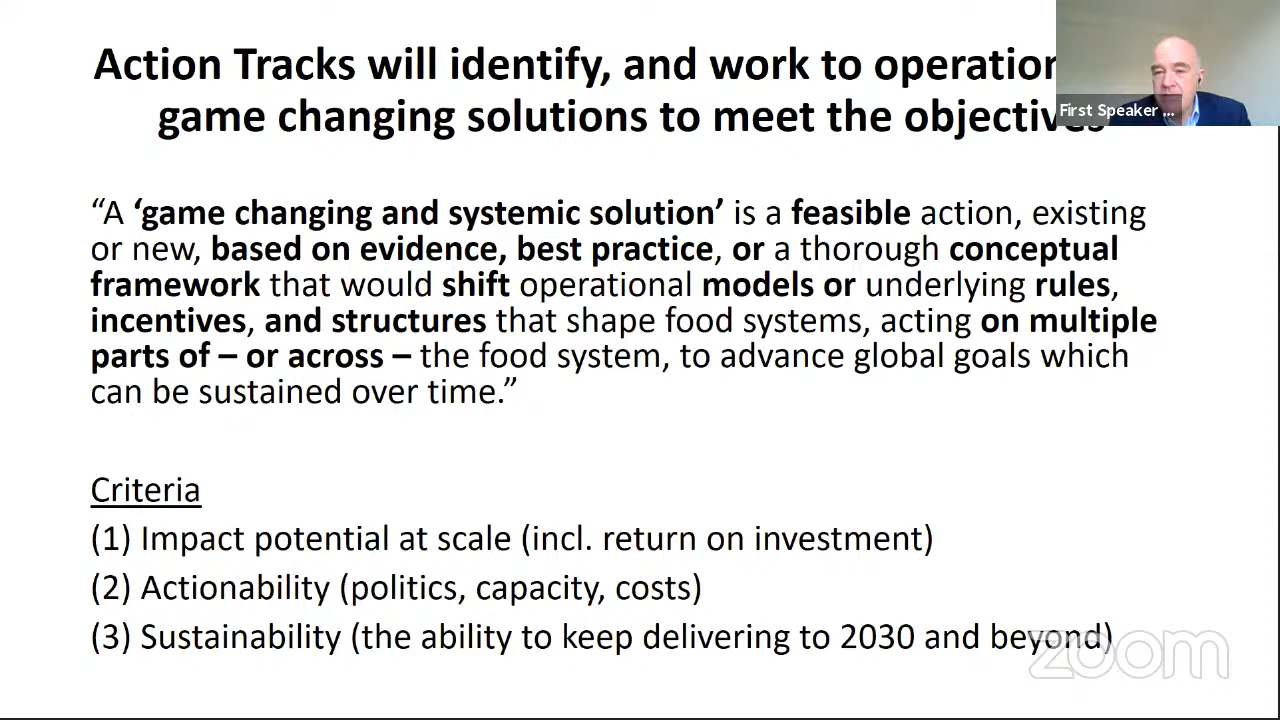 Action Tracks will identify, and work to operation
game changing solutions to meet the objectives
First Speaker ...
“A ‘game changing and systemic solution’ is a feasible action, existing
or new, based on evidence, best practice, or a thorough conceptual
framework that would shift operational models or underlying rules,
incentives, and structures that shape food systems, acting on multiple
parts of – or across – the food system, to advance global goals which
can be sustained over time.”
Criteria
(1) Impact potential at scale (incl. return on investment)
(2) Actionability (politics, capacity, costs)
(3) Sustainability (the ability to keep delivering to 2030 and beyond)
zoom